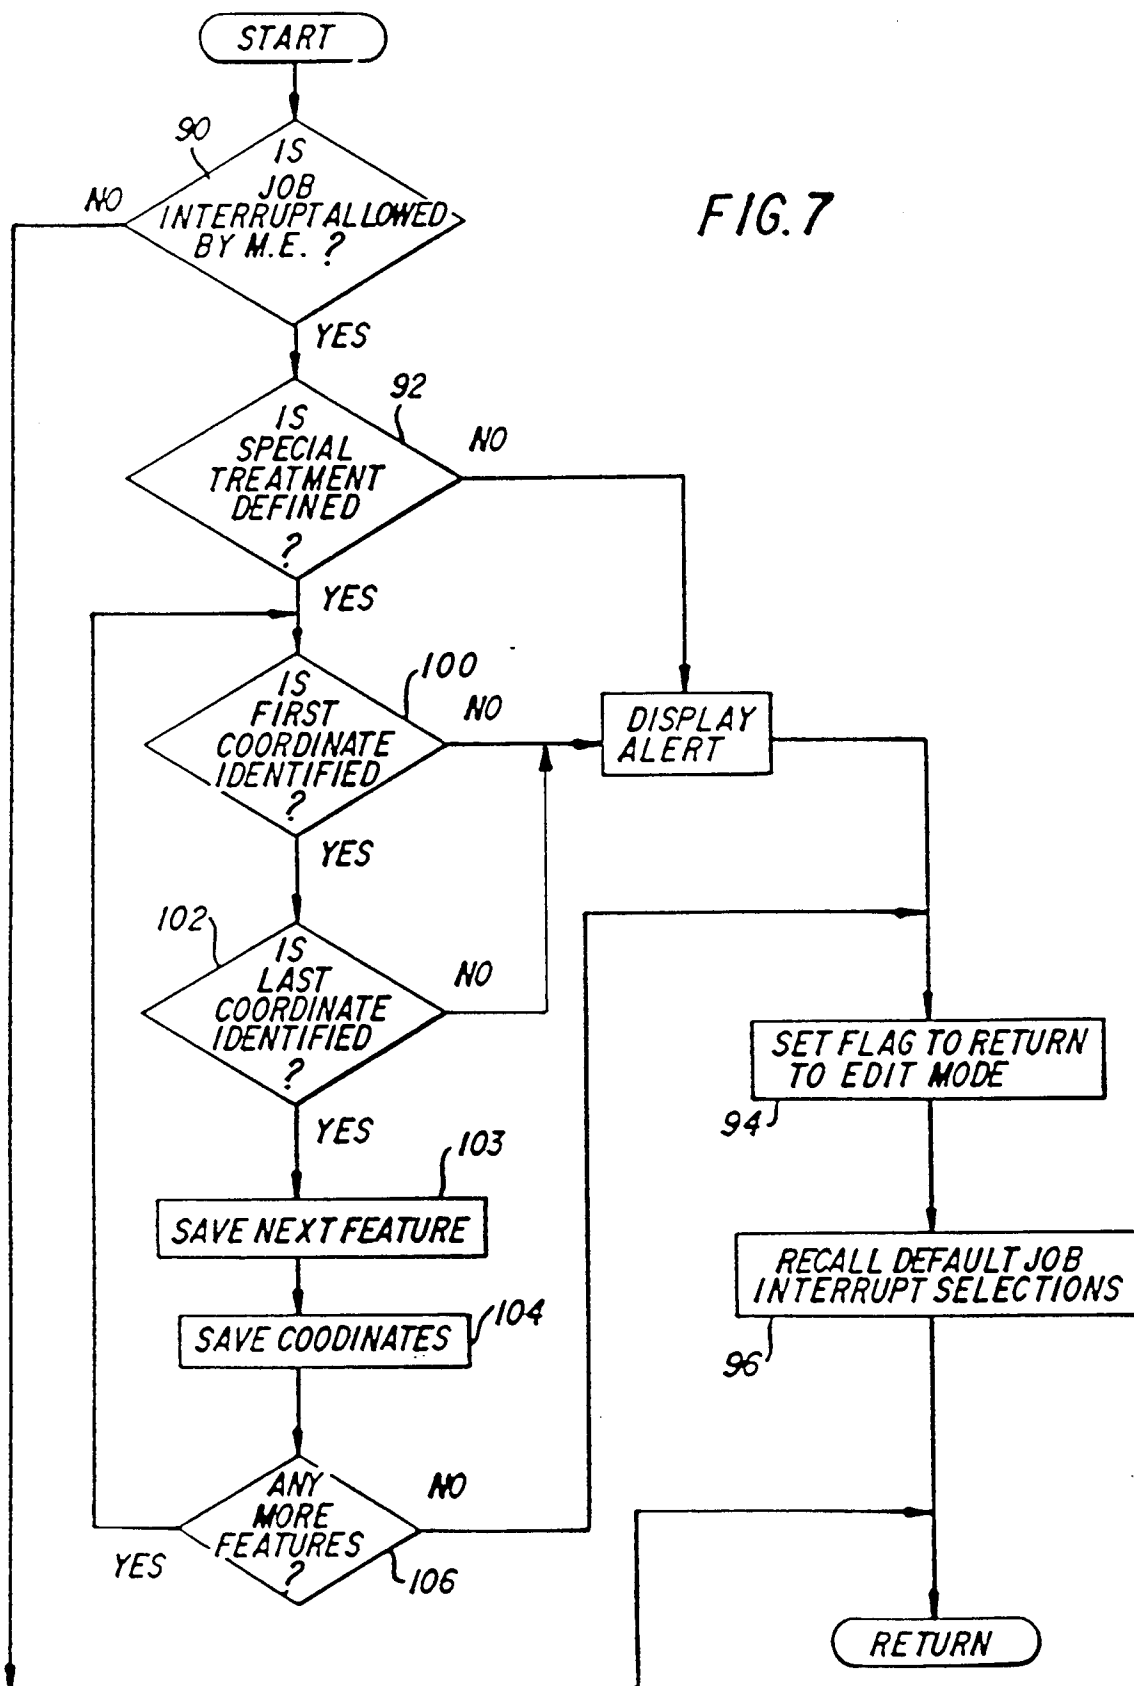 START
90
IS
JOB
INTERRUPT ALLOWED
BY M.E. ?
NO
FIG. 7
YES
92
IS
SPECIAL
TREATMENT
DEFINED
?
NO
YES
100
IS
FIRST
COORDINATE
IDENTIFIED
?
NO
DISPLAY
ALERT
YES
102
IS
LAST
COORDINATE
IDENTIFIED
?
NO
SET FLAG TO RETURN
TO EDIT MODE
94
YES
103
SAVE NEXT FEATURE
RECALL DEFAULT JOB
INTERRUPT SELECTIONS
96
SAVE COODINATES
104
ANY
MORE
FEATURES
?
NO
YES
106
RETURN